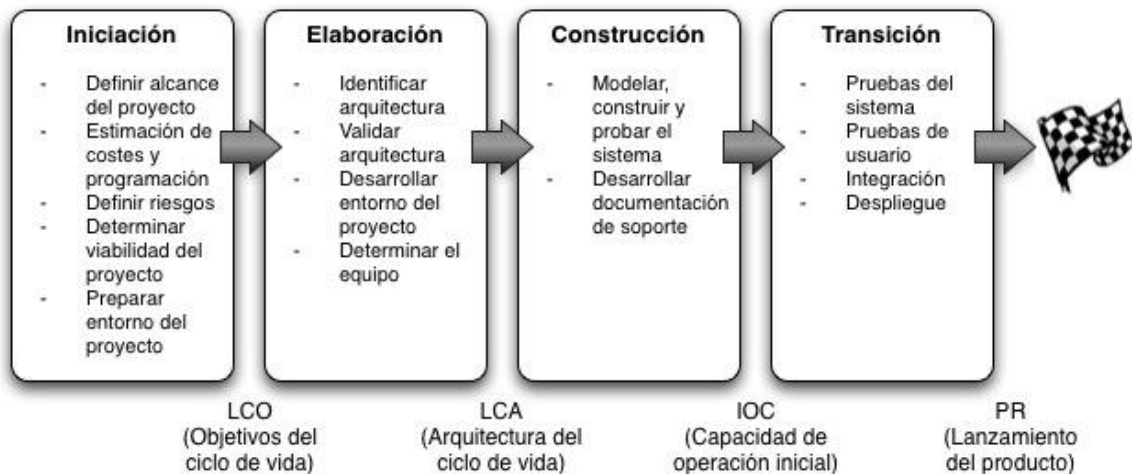 Iniciación
- Definir alcance
del proyecto
- Estimación de
costes y
programación
- Definir riesgos
- Determinar
viabilidad del
proyecto
- Preparar
entorno del
proyecto
Elaboración
- Identificar
arquitectura
- Validar
arquitectura
- Desarrollar
entorno del
proyecto
- Determinar el
equipo
Construcción
- Modelar,
construir y
probar el
sistema
- Desarrollar
documentación
de soporte
Transición
- Pruebas del
sistema
- Pruebas de
usuario
- Integración
- Despliegue
LCO
(Objetivos del
ciclo de vida)
LCA
(Arquitectura del
ciclo de vida)
IOC
(Capacidad de
operación inicial)
PR
(Lanzamiento
del producto)